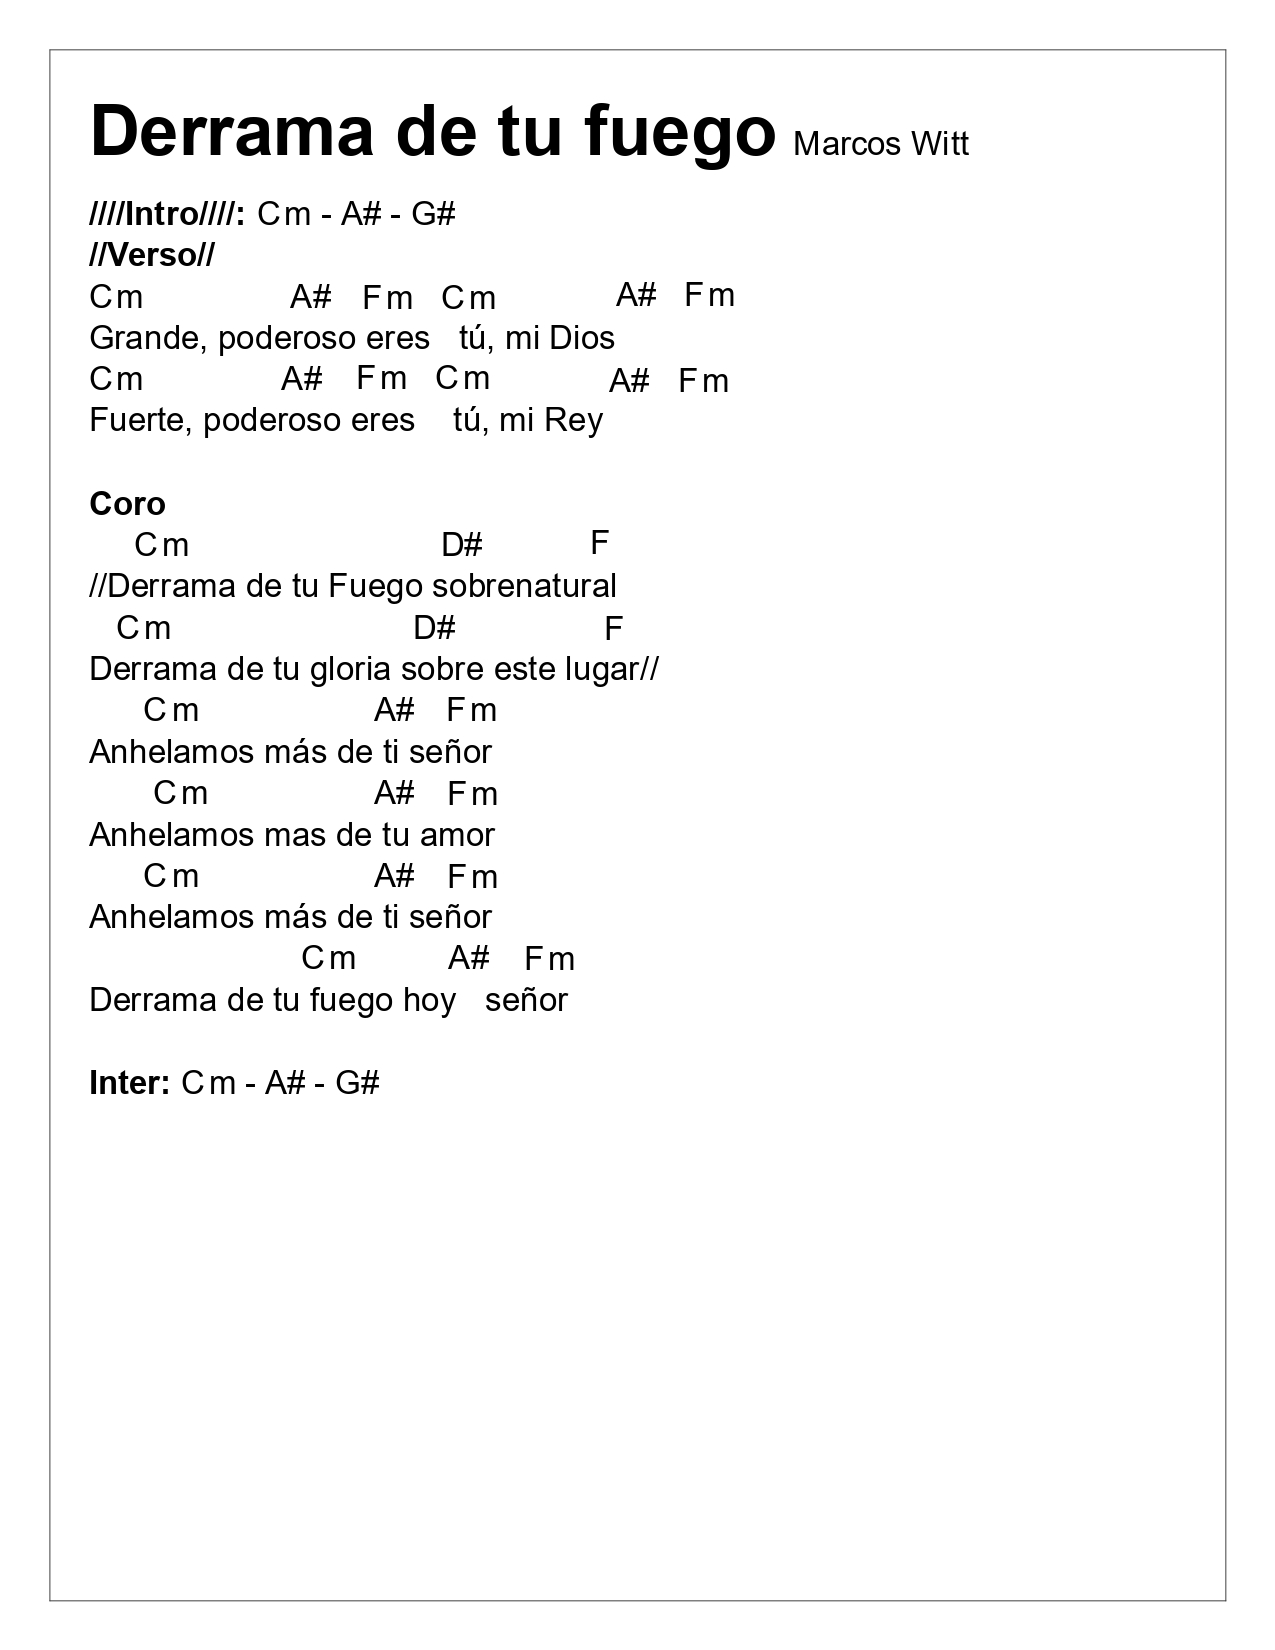 Derrama de tu fuego Marcos Witt
////Intro////: Cm - A# - G#
//Verso//
Cm A# Fm Cm A# Fm
Grande, poderoso eres tú, mi Dios
Cm A# Fm Cm A# Fm
Fuerte, poderoso eres tú, mi Rey
Coro
Cm D# F
//Derrama de tu Fuego sobrenatural
Cm D# F
Derrama de tu gloria sobre este lugar//
Cm A# Fm
Anhelamos más de ti señor
Cm A# Fm
Anhelamos mas de tu amor
Cm A# Fm
Anhelamos más de ti señor
Cm A# Fm
Derrama de tu fuego hoy señor
Inter: Cm - A# - G#